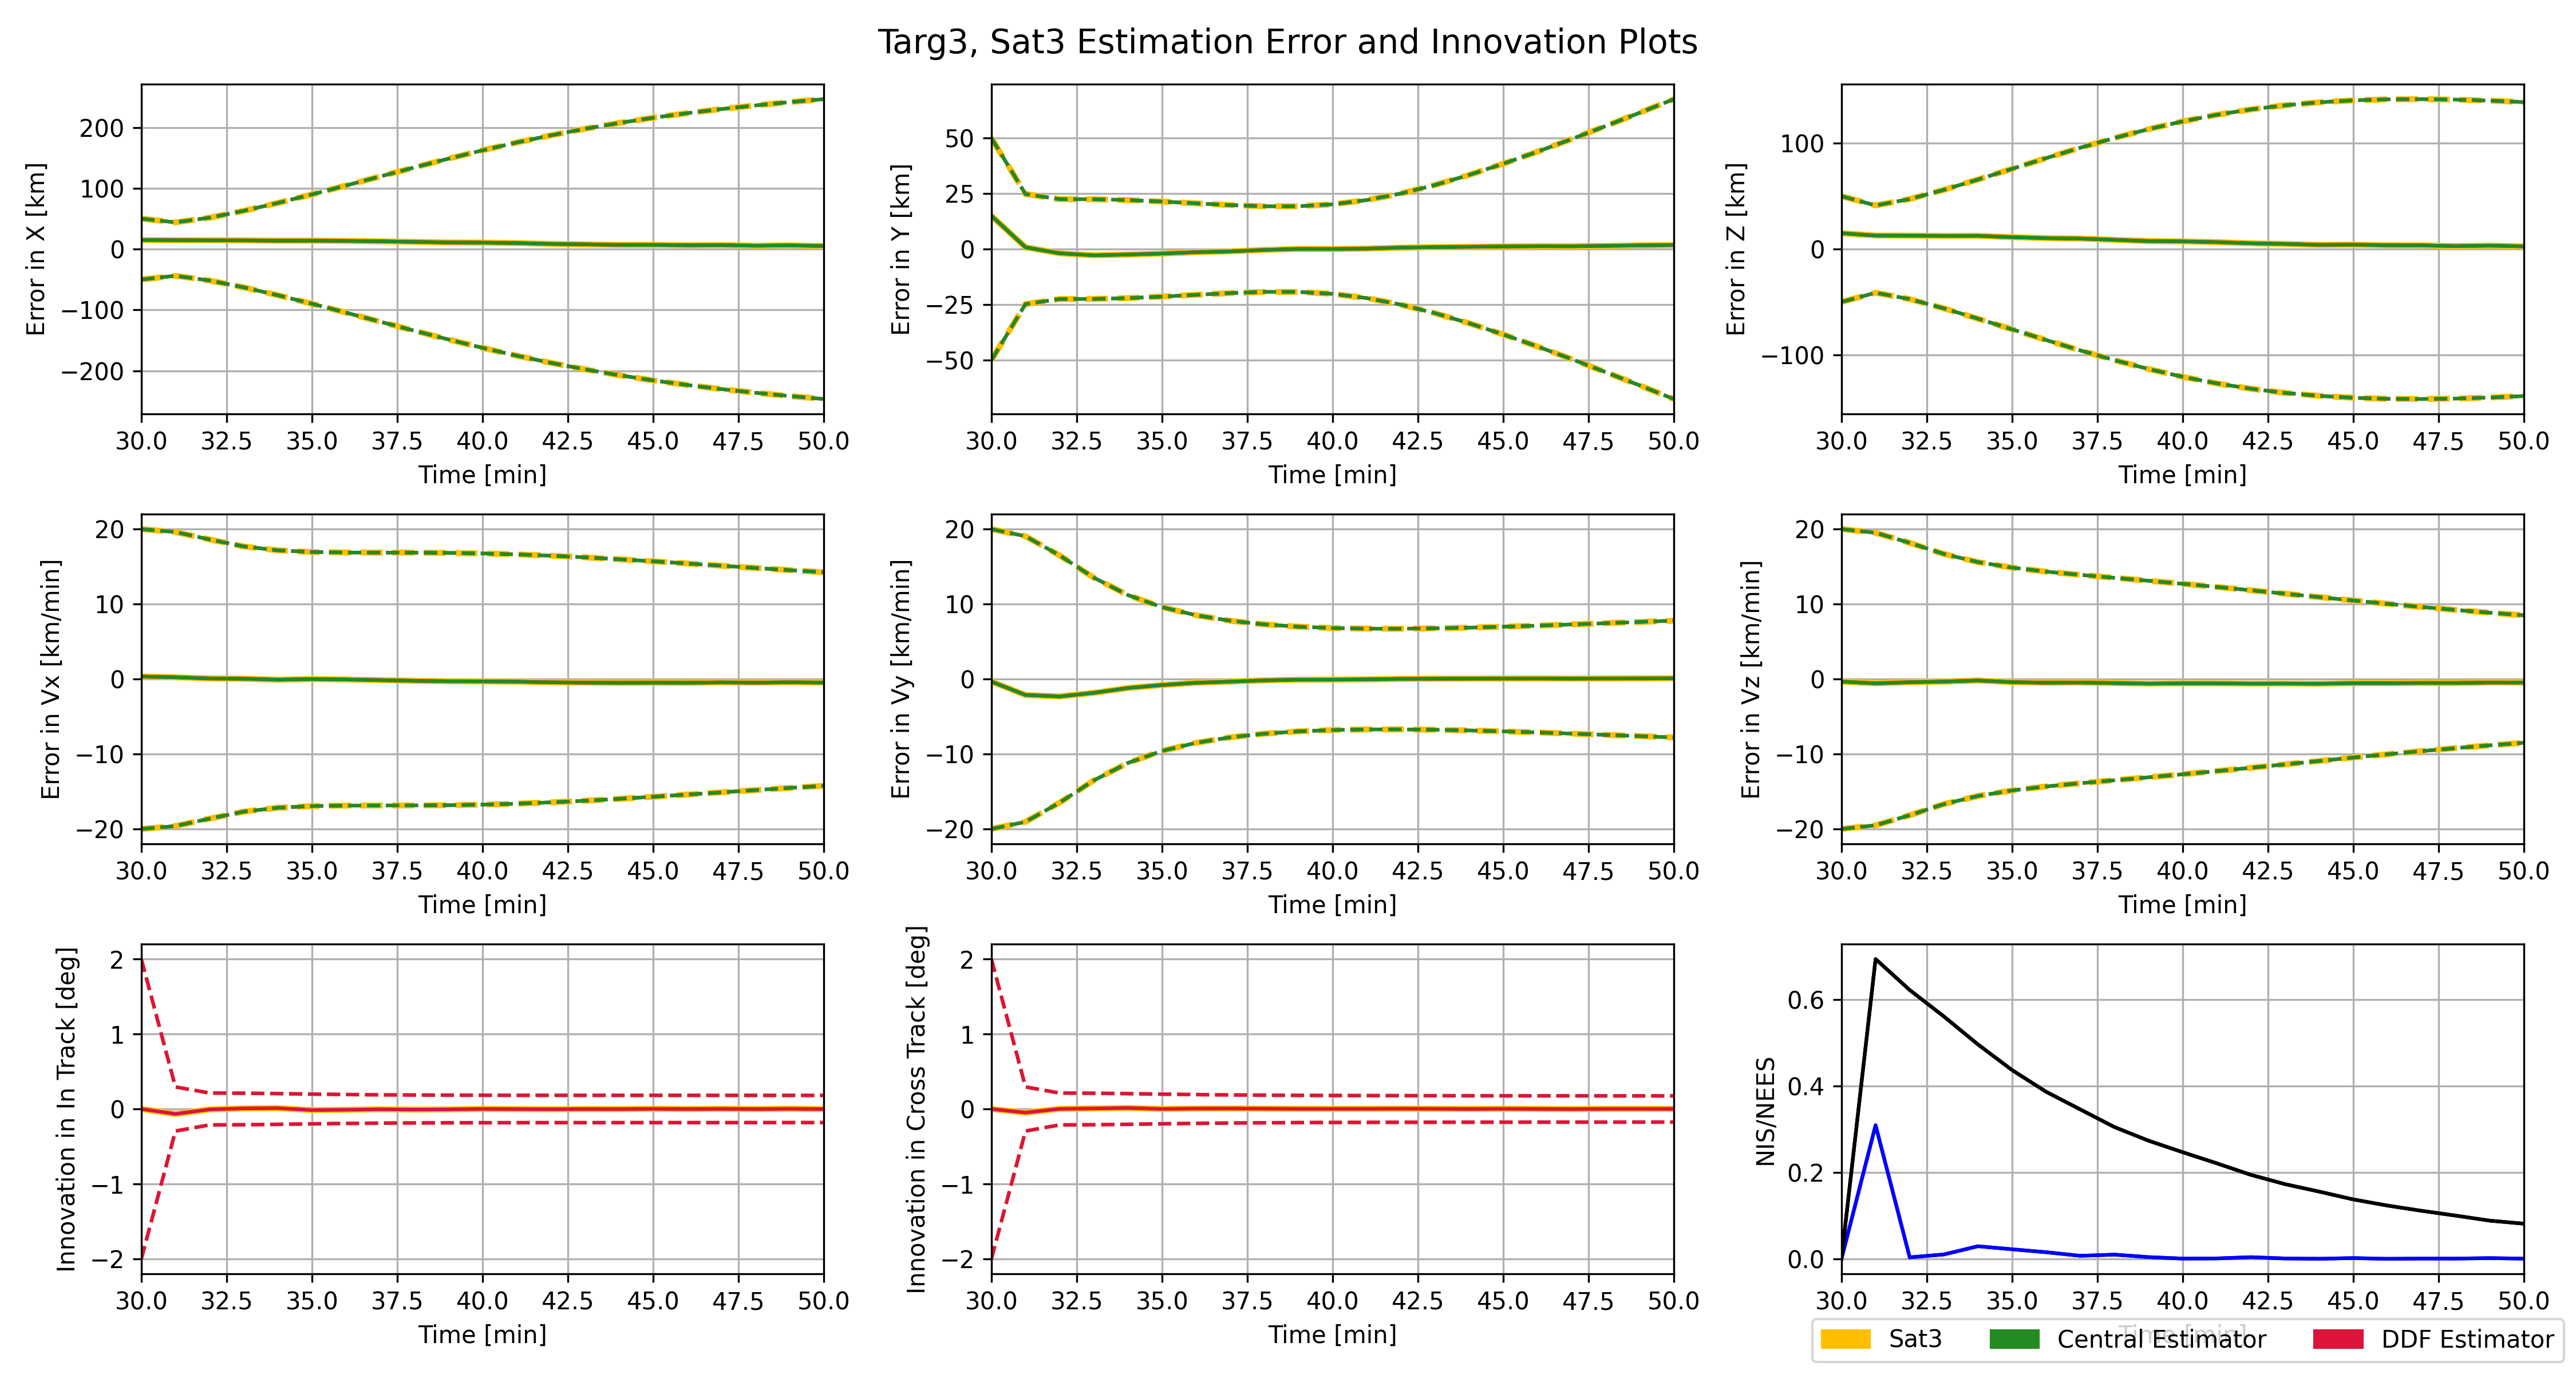 Targ3, Sat3 Estimation Error and Innovation Plots
Error in X [km]
200
100
0
−100
−200
30.0 32.5 35.0 37.5 40.0 42.5 45.0 47.5 50.0
Time [min]
Error in Y [km]
50
25
0
−25
−50
30.0 32.5 35.0 37.5 40.0 42.5 45.0 47.5 50.0
Time [min]
Error in Z [km]
100
0
−100
30.0 32.5 35.0 37.5 40.0 42.5 45.0 47.5 50.0
Time [min]
Error in Vx [km/min]
20
10
0
−10
−20
30.0 32.5 35.0 37.5 40.0 42.5 45.0 47.5 50.0
Time [min]
Error in Vy [km/min]
20
10
0
−10
−20
30.0 32.5 35.0 37.5 40.0 42.5 45.0 47.5 50.0
Time [min]
Error in Vz [km/min]
20
10
0
−10
−20
30.0 32.5 35.0 37.5 40.0 42.5 45.0 47.5 50.0
Time [min]
Innovation in In Track [deg]
2
1
0
−1
−2
30.0 32.5 35.0 37.5 40.0 42.5 45.0 47.5 50.0
Time [min]
Innovation in Cross Track [deg]
2
1
0
−1
−2
30.0 32.5 35.0 37.5 40.0 42.5 45.0 47.5 50.0
Time [min]
NIS/NEES
0.6
0.4
0.2
0.0
30.0 32.5 35.0 37.5 40.0 42.5 45.0 47.5 50.0
Time [min]
Sat3 Central Estimator DDF Estimator